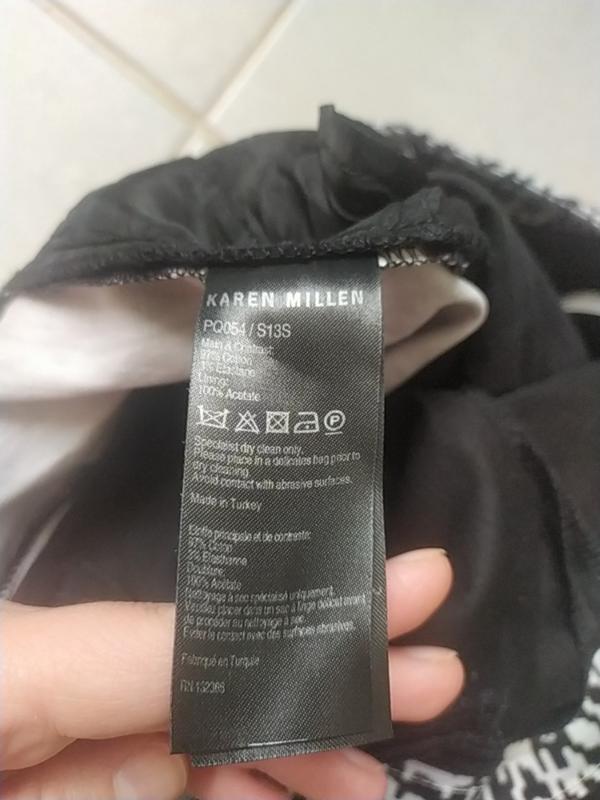 KAREN MILLEN
PQ054 / S13S
Main & Contrast:
97% Cotton
3% Elastane
Lining:
100% Acetate
P
Specialist dry clean only.
Please place in a delicates bag prior to
dry cleaning.
Avoid contact with abrasive surfaces.
Made in Turkey
Etoffe principale et de contraste:
97% Coton
3% Elasthanne
Doublure:
100% Acétate
Nettoyage à sec spécialisé uniquement.
Veuillez placer dans un sac à linge délicat avant
de procéder au nettoyage à sec.
Eviter le contact avec des surfaces abrasives.
Fabriqué en Turquie
RN 132386